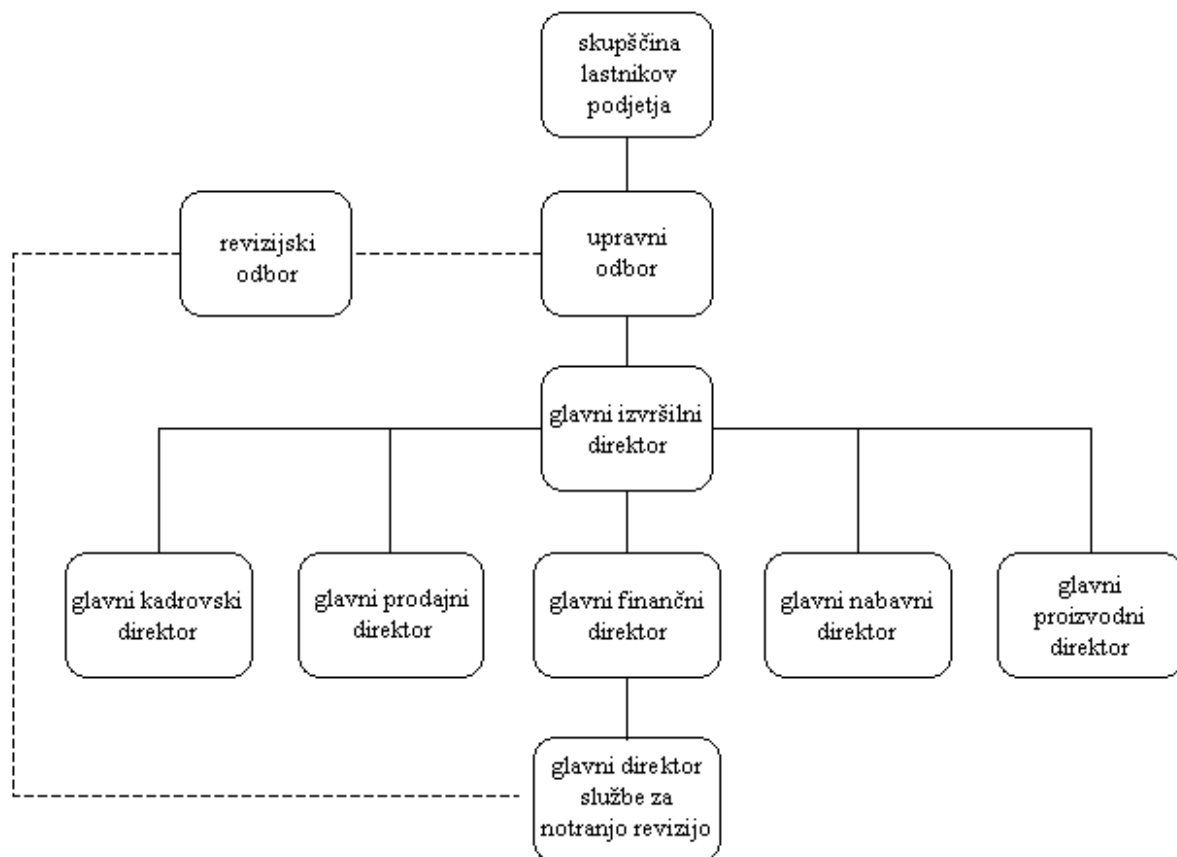 skupščina
lastnikov
podjetja
revizijski
odbor
upravni
odbor
glavni izvršilni
direktor
glavni kadrovski
direktor
glavni prodajni
direktor
glavni finančni
direktor
glavni nabavni
direktor
glavni
proizvodni
direktor
glavni direktor
službe za
notranjo revizijo